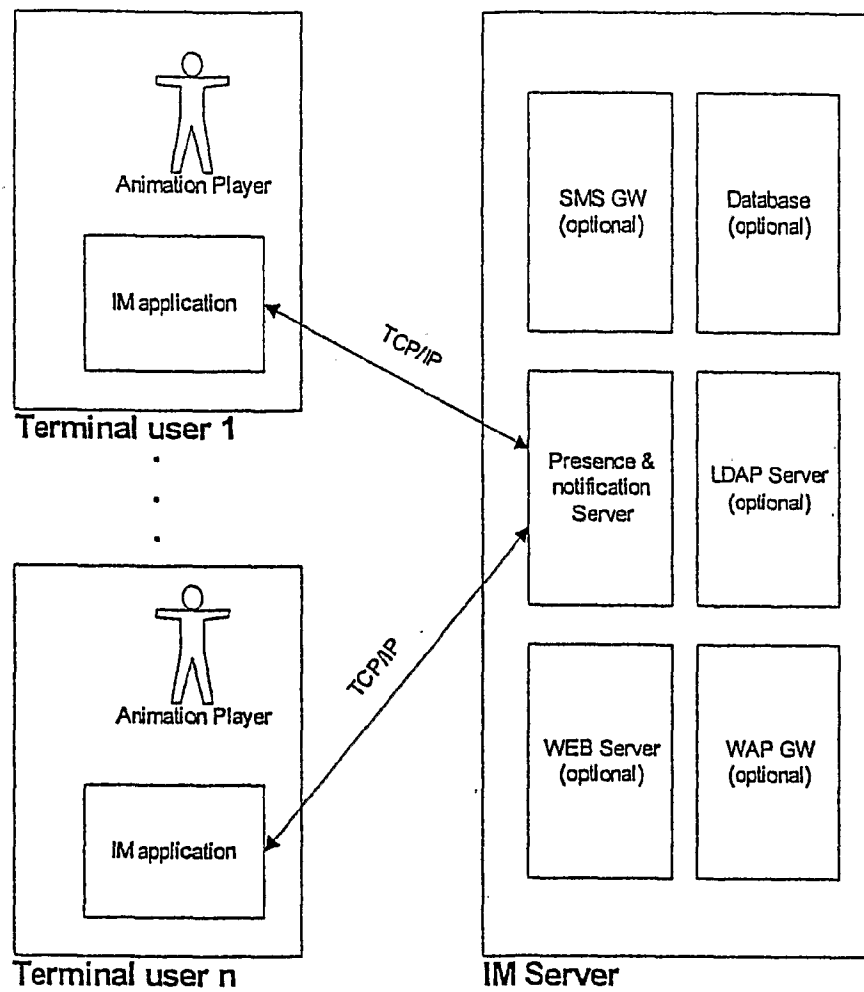 Animation Player
IM application
Terminal user 1
TCP/IP
SMS GW
(optional)
Database
(optional)
Presence &
notification
Server
LDAP Server
(optional)
Animation Player
IM application
Terminal user n
TCP/IP
WEB Server
(optional)
WAP GW
(optional)
IM Server